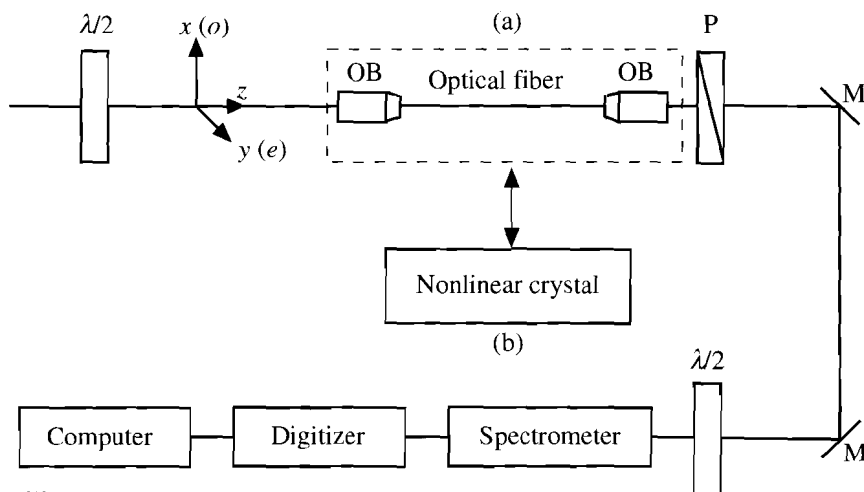 λ/2
x (o)
(a)
P
OB
Optical fiber
OB
z
M
y (e)
Nonlinear crystal
(b)
λ/2
Computer
Digitizer
Spectrometer
M